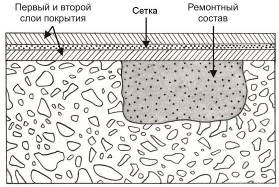 Первый и второй
слои покрытия
Сетка
Ремонтный
состав